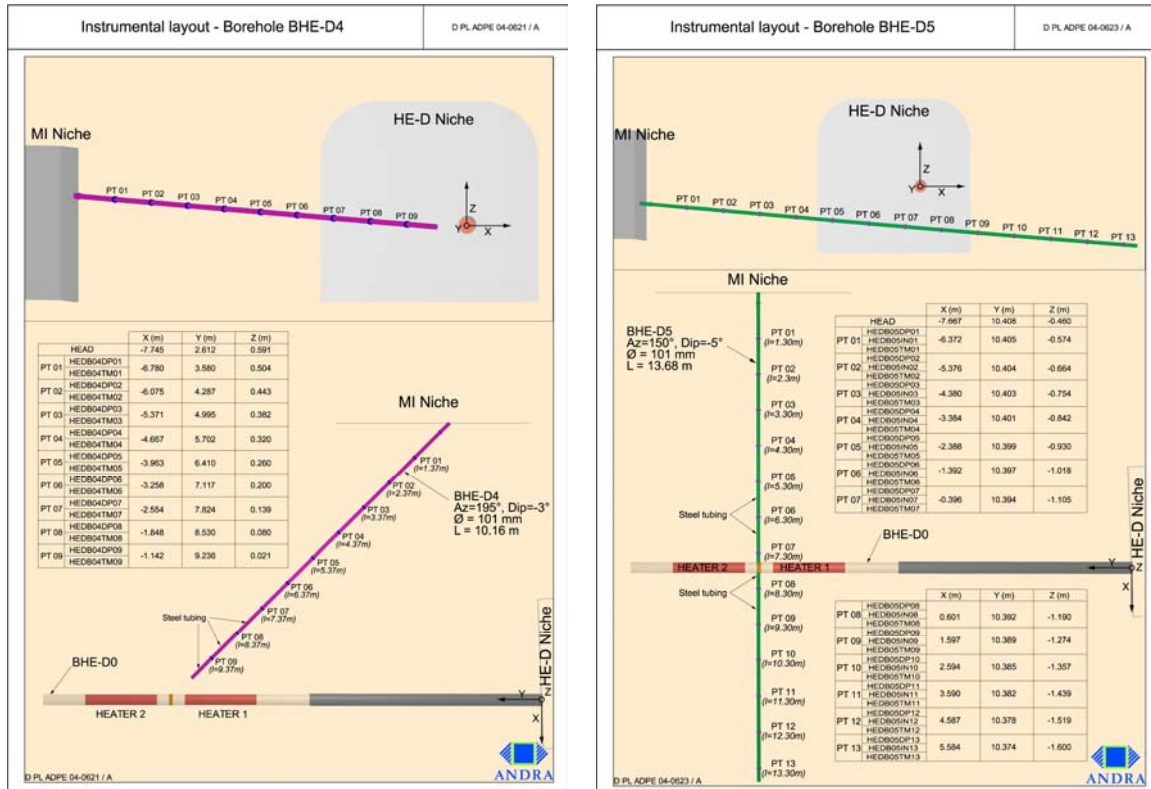 Instrumental layout - Borehole BHE-D4
D PL ADPE 04-0621 / A
MI Niche
HE-D Niche
PT 01
PT 02
PT 03
PT 04
PT 05
PT 06
PT 07
PT 08
PT 09
Z
Y
X
X (m) Y (m) Z (m)
HEAD -7.745 2.612 0.591
PT 01 HEDB04DP01 HEDB04TM01 -6.780 3.580 0.504
PT 02 HEDB04DP02 HEDB04TM02 -6.075 4.287 0.443
PT 03 HEDB04DP03 HEDB04TM03 -5.371 4.995 0.382
PT 04 HEDB04DP04 HEDB04TM04 -4.667 5.702 0.320
PT 05 HEDB04DP05 HEDB04TM05 -3.963 6.410 0.260
PT 06 HEDB04DP06 HEDB04TM06 -3.258 7.117 0.200
PT 07 HEDB04DP07 HEDB04TM07 -2.554 7.824 0.139
PT 08 HEDB04DP08 HEDB04TM08 -1.848 8.530 0.080
PT 09 HEDB04DP09 HEDB04TM09 -1.142 9.236 0.021
MI Niche
PT 01
(l=1.37m)
PT 02
(l=2.37m)
BHE-D4
Az=195°, Dip=-3°
Ø = 101 mm
L = 10.16 m
PT 03
(l=3.37m)
PT 04
(l=4.37m)
PT 05
(l=5.37m)
PT 06
(l=6.37m)
PT 07
(l=7.37m)
Steel tubing
PT 08
(l=8.37m)
PT 09
(l=9.37m)
BHE-D0
HEATER 2
HEATER 1
HE-D Niche
Y
Z
X
ANDRA
D PL ADPE 04-0621 / A
Instrumental layout - Borehole BHE-D5
D PL ADPE 04-0623 / A
MI Niche
HE-D Niche
Z
Y
X
PT 01
PT 02
PT 03
PT 04
PT 05
PT 06
PT 07
PT 08
PT 09
PT 10
PT 11
PT 12
PT 13
MI Niche
BHE-D5
Az=150°, Dip=-5°
Ø = 101 mm
L = 13.68 m
PT 01
(l=1.30m)
PT 02
(l=2.3m)
PT 03
(l=3.30m)
PT 04
(l=4.30m)
PT 05
(l=5.30m)
Steel tubing
PT 06
(l=6.30m)
PT 07
(l=7.30m)
X (m) Y (m) Z (m)
HEAD -7.667 10.408 -0.460
PT 01 HEDB05DP01 HEDB05IN01 HEDB05TM01 -6.372 10.405 -0.574
PT 02 HEDB05DP02 HEDB05IN02 HEDB05TM02 -5.376 10.404 -0.664
PT 03 HEDB05DP03 HEDB05IN03 HEDB05TM03 -4.380 10.403 -0.754
PT 04 HEDB05DP04 HEDB05IN04 HEDB05TM04 -3.384 10.401 -0.842
PT 05 HEDB05DP05 HEDB05IN05 HEDB05TM05 -2.388 10.399 -0.930
PT 06 HEDB05DP06 HEDB05IN06 HEDB05TM06 -1.392 10.397 -1.018
PT 07 HEDB05DP07 HEDB05IN07 HEDB05TM07 -0.396 10.394 -1.105
BHE-D0
HEATER 2
HEATER 1
HE-D Niche
Y
Z
X
Steel tubing
PT 08
(l=8.30m)
PT 09
(l=9.30m)
PT 10
(l=10.30m)
PT 11
(l=11.30m)
PT 12
(l=12.30m)
PT 13
(l=13.30m)
X (m) Y (m) Z (m)
PT 08 HEDB05DP08 HEDB05IN08 HEDB05TM08 0.601 10.392 -1.190
PT 09 HEDB05DP09 HEDB05IN09 HEDB05TM09 1.597 10.389 -1.274
PT 10 HEDB05DP10 HEDB05IN10 HEDB05TM10 2.594 10.385 -1.357
PT 11 HEDB05DP11 HEDB05IN11 HEDB05TM11 3.590 10.382 -1.439
PT 12 HEDB05DP12 HEDB05IN12 HEDB05TM12 4.587 10.378 -1.519
PT 13 HEDB05DP13 HEDB05IN13 HEDB05TM13 5.584 10.374 -1.600
ANDRA
D PL ADPE 04-0623 / A